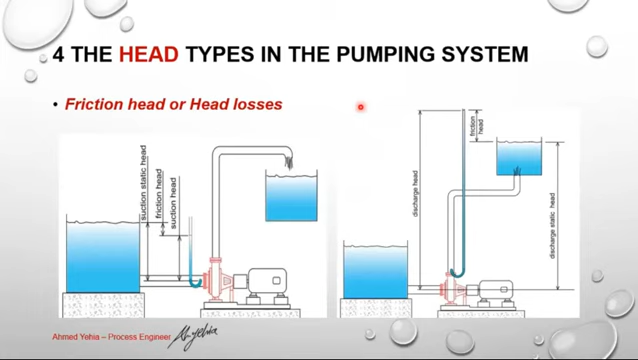 4 THE HEAD TYPES IN THE PUMPING SYSTEM
• Friction head or Head losses
suction static head
friction head
suction head
discharge head
friction head
discharge static head
Ahmed Yehia – Process Engineer